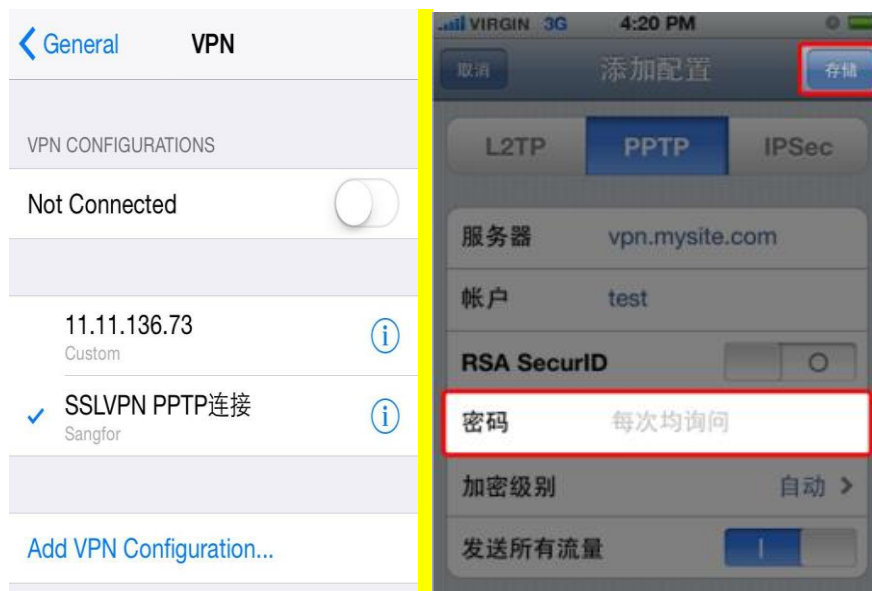 General
VPN
VPN CONFIGURATIONS
Not Connected
11.11.136.73
Custom
SSLVPN PPTP连接
Sangfor
Add VPN Configuration...
VIRGIN 3G 4:20 PM
取消 添加配置 存储
L2TP PPTP IPSec
服务器 vpn.mysite.com
帐户 test
RSA SecurID
密码 每次均询问
加密级别 自动
发送所有流量